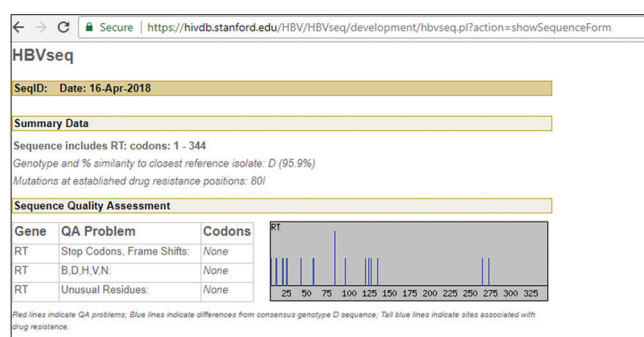 Secure | https://hivdb.stanford.edu/HBV/HBVseq/development/hbvseq.pl?action=showSequenceForm
HBVseq
SeqID: Date: 16-Apr-2018
Summary Data
Sequence includes RT: codons: 1 - 344
Genotype and % similarity to closest reference isolate: D (95.9%)
Mutations at established drug resistance positions: 80I
Sequence Quality Assessment
Gene QA Problem Codons
RT Stop Codons, Frame Shifts: None
RT B,D,H,V,N: None
RT Unusual Residues: None
RT
25 50 75 100 125 150 175 200 225 250 275 300 325
Red lines indicate QA problems; Blue lines indicate differences from consensus genotype D sequence; Tall blue lines indicate sites associated with
drug resistance.